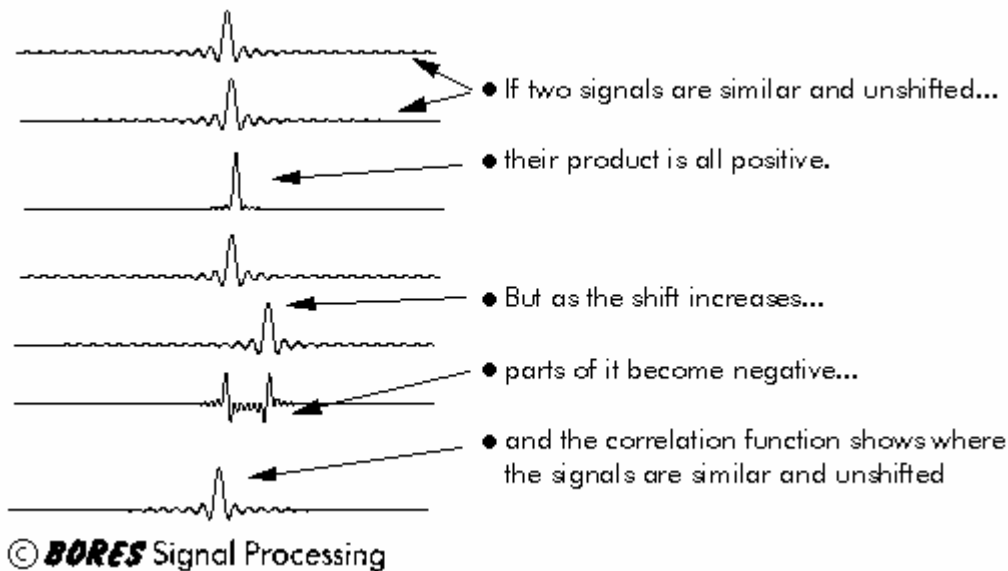 ● If two signals are similar and unshifted...
● their product is all positive.
● But as the shift increases...
● parts of it become negative...
● and the correlation function shows where
the signals are similar and unshifted
© BORES Signal Processing